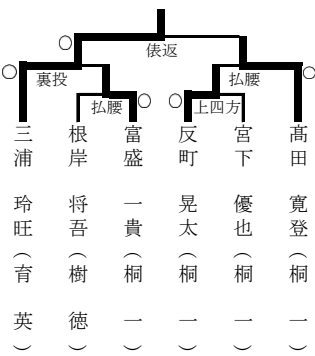 ○
俵返
○
裏投
払腰
○
払腰
○
○
上四方
三浦 玲旺（育 英）
根岸 将吾（樹 徳）
富盛 一貴（桐 一）
反町 晃太（桐 一）
宮下 優也（桐 一）
髙田 寛登（桐 一）